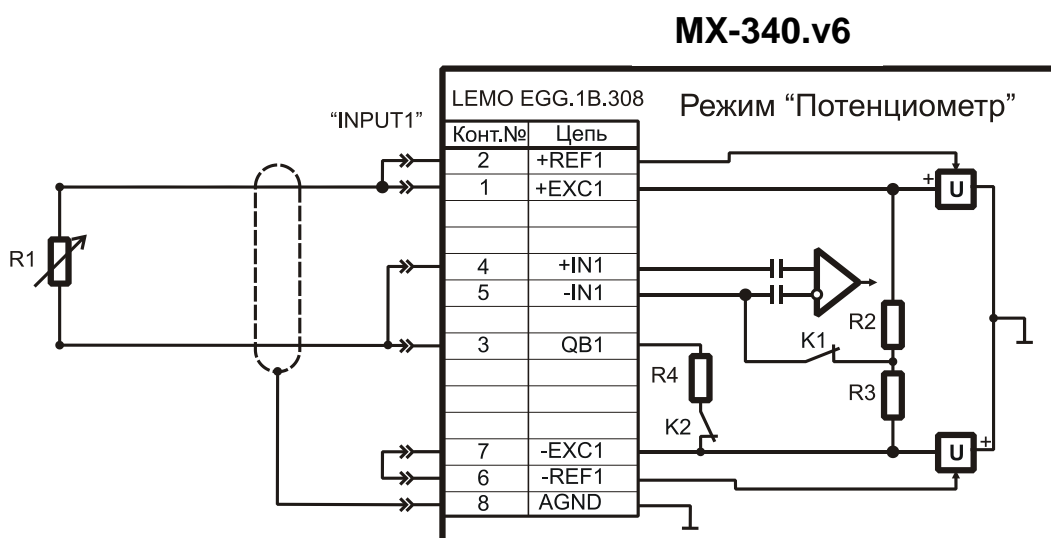 MX-340.v6
LEMO EGG.1B.308
Режим “Потенциометр”
“INPUT1”
Конт.№ Цепь
2 +REF1
1 +EXC1
+ U
R1
4 +IN1
5 -IN1
R2
K1
3 QB1
R4
R3
K2
7 -EXC1
U +
6 -REF1
8 AGND